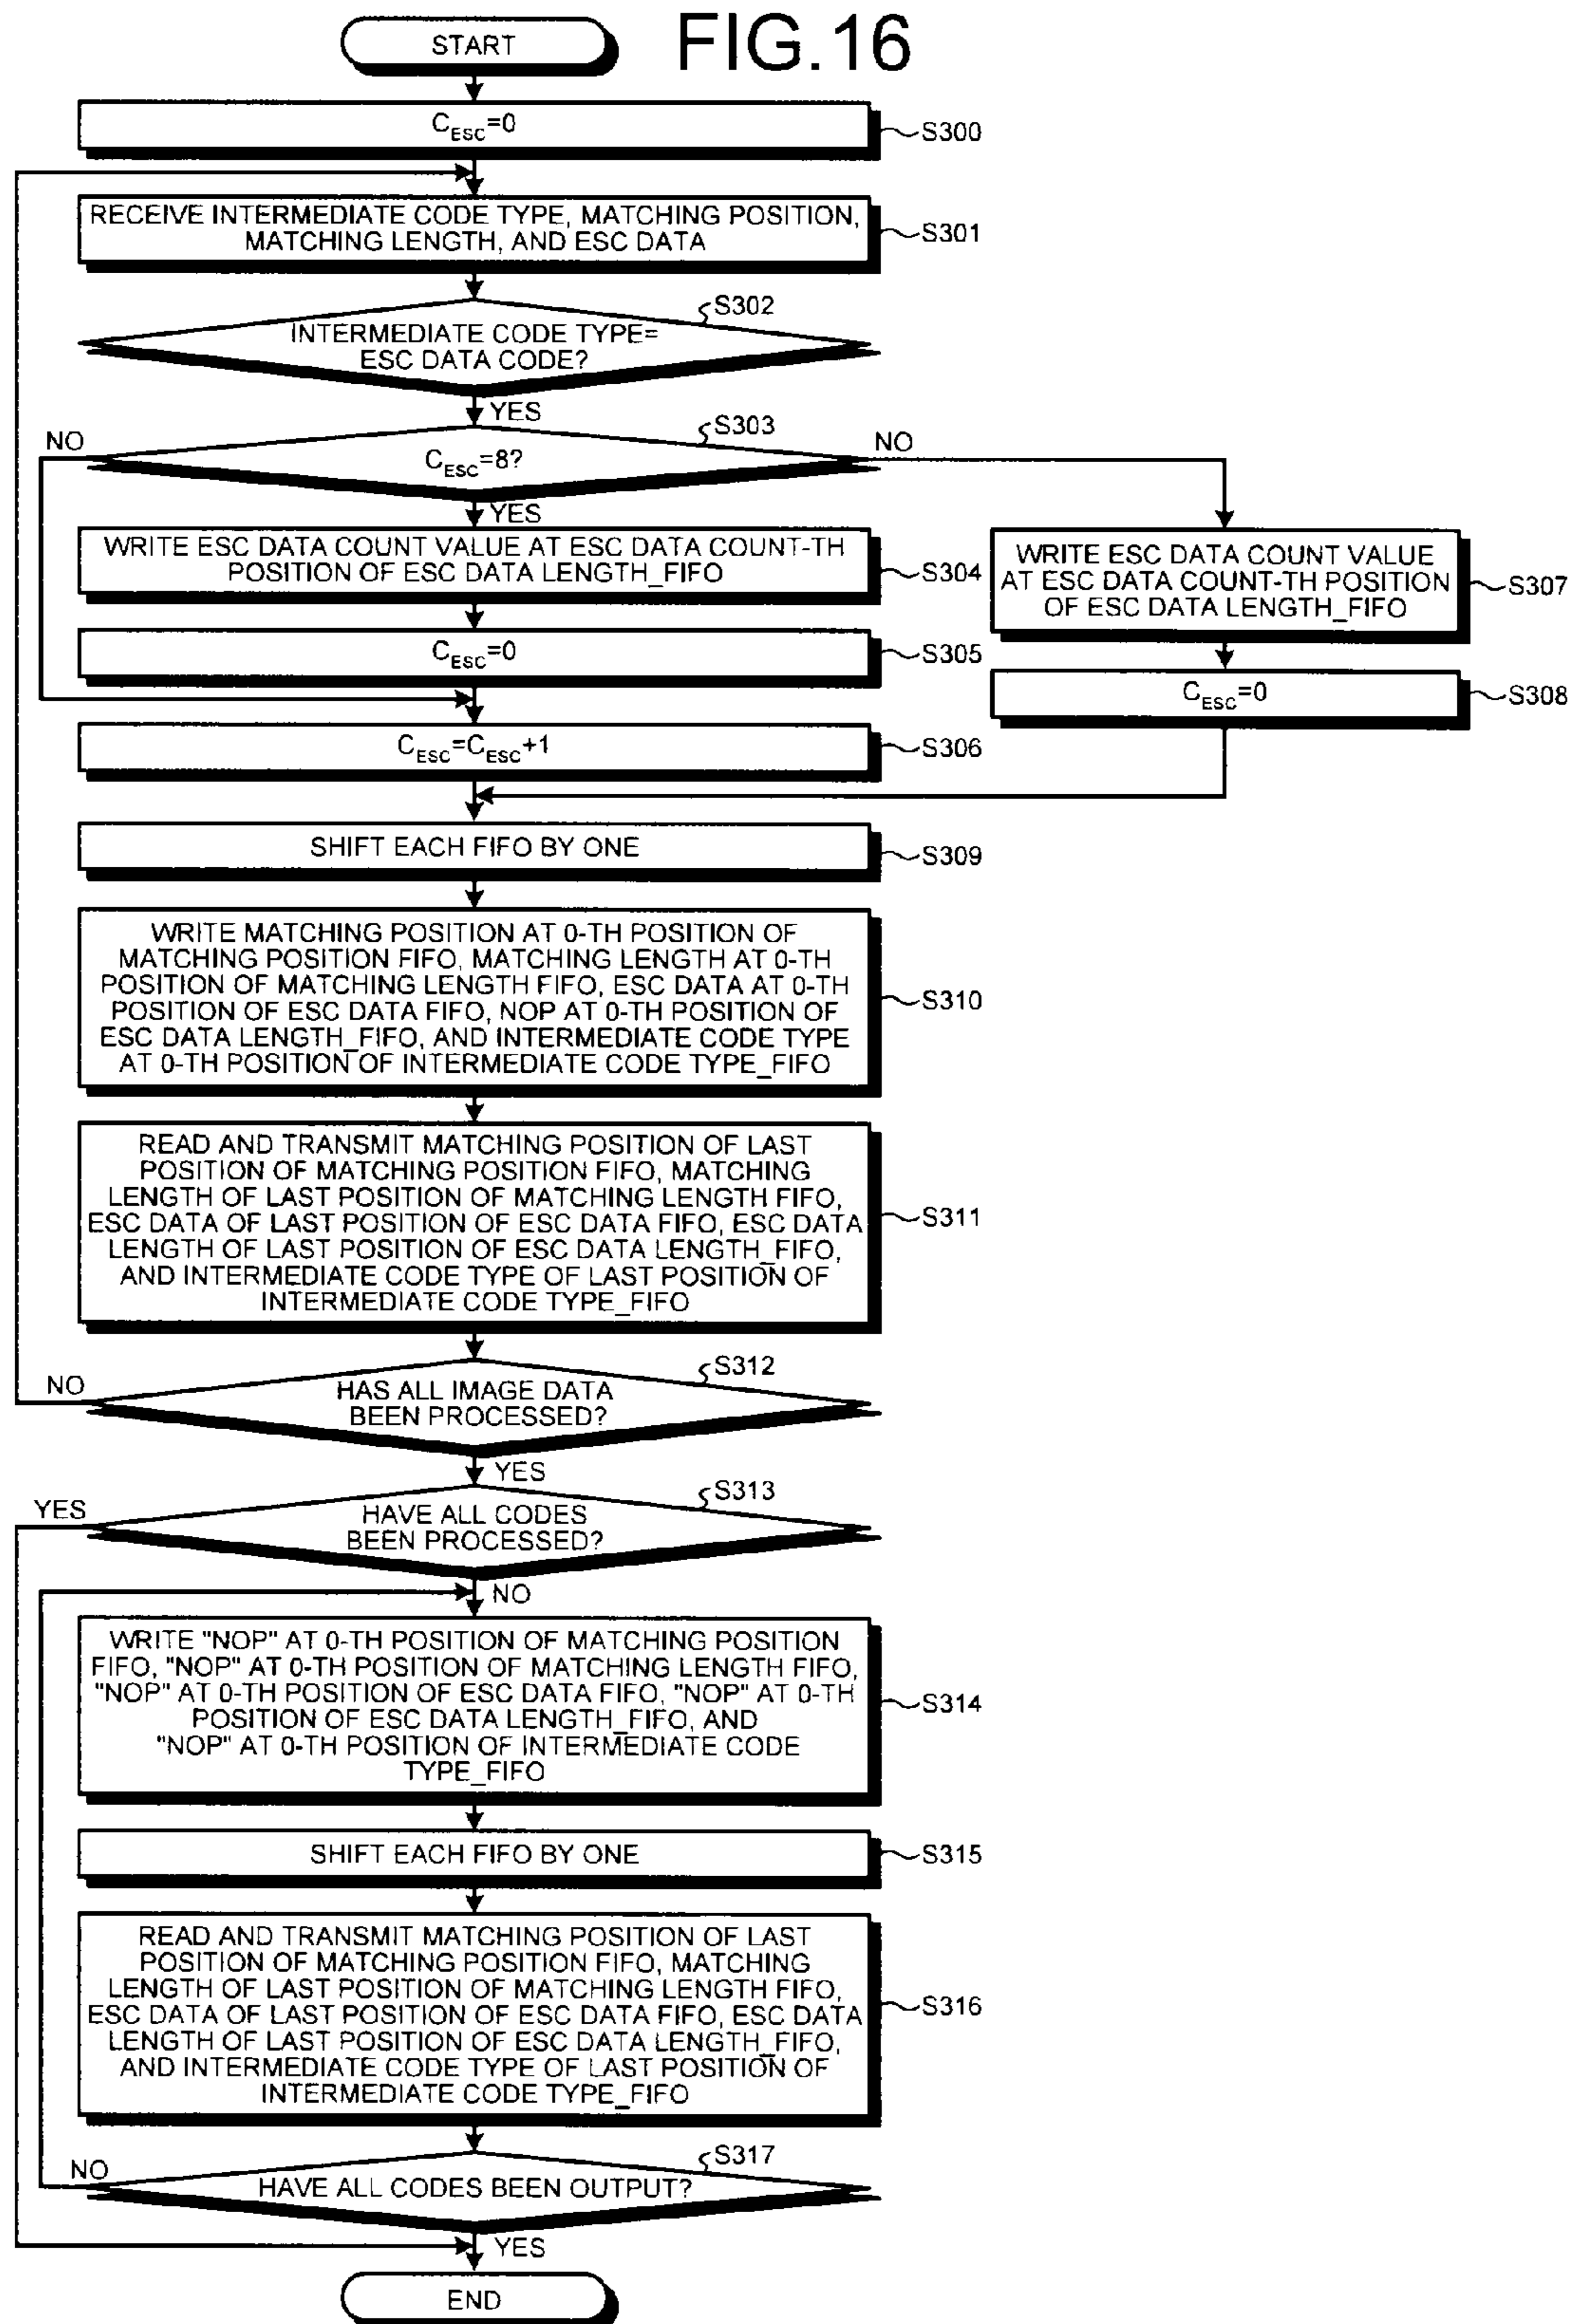 FIG.16
START
C_ESC=0
S300
RECEIVE INTERMEDIATE CODE TYPE, MATCHING POSITION,
MATCHING LENGTH, AND ESC DATA
S301
S302
INTERMEDIATE CODE TYPE=
ESC DATA CODE?
YES
S303
NO
C_ESC=8?
NO
YES
WRITE ESC DATA COUNT VALUE AT ESC DATA COUNT-TH
POSITION OF ESC DATA LENGTH_FIFO
S304
WRITE ESC DATA COUNT VALUE
AT ESC DATA COUNT-TH POSITION
OF ESC DATA LENGTH_FIFO
S307
C_ESC=0
S305
C_ESC=0
S308
C_ESC=C_ESC+1
S306
SHIFT EACH FIFO BY ONE
S309
WRITE MATCHING POSITION AT 0-TH POSITION OF
MATCHING POSITION FIFO, MATCHING LENGTH AT 0-TH
POSITION OF MATCHING LENGTH FIFO, ESC DATA AT 0-TH
POSITION OF ESC DATA FIFO, NOP AT 0-TH POSITION OF
ESC DATA LENGTH_FIFO, AND INTERMEDIATE CODE TYPE
AT 0-TH POSITION OF INTERMEDIATE CODE TYPE_FIFO
S310
READ AND TRANSMIT MATCHING POSITION OF LAST
POSITION OF MATCHING POSITION FIFO, MATCHING
LENGTH OF LAST POSITION OF MATCHING LENGTH FIFO,
ESC DATA OF LAST POSITION OF ESC DATA FIFO, ESC DATA
LENGTH OF LAST POSITION OF ESC DATA LENGTH_FIFO,
AND INTERMEDIATE CODE TYPE OF LAST POSITION OF
INTERMEDIATE CODE TYPE_FIFO
S311
S312
NO
HAS ALL IMAGE DATA
BEEN PROCESSED?
YES
S313
YES
HAVE ALL CODES
BEEN PROCESSED?
NO
WRITE "NOP" AT 0-TH POSITION OF MATCHING POSITION
FIFO, "NOP" AT 0-TH POSITION OF MATCHING LENGTH FIFO,
"NOP" AT 0-TH POSITION OF ESC DATA FIFO, "NOP" AT 0-TH
POSITION OF ESC DATA LENGTH_FIFO, AND
"NOP" AT 0-TH POSITION OF INTERMEDIATE CODE
TYPE_FIFO
S314
SHIFT EACH FIFO BY ONE
S315
READ AND TRANSMIT MATCHING POSITION OF LAST
POSITION OF MATCHING POSITION FIFO, MATCHING
LENGTH OF LAST POSITION OF MATCHING LENGTH FIFO,
ESC DATA OF LAST POSITION OF ESC DATA FIFO, ESC DATA
LENGTH OF LAST POSITION OF ESC DATA LENGTH_FIFO,
AND INTERMEDIATE CODE TYPE OF LAST POSITION OF
INTERMEDIATE CODE TYPE_FIFO
S316
S317
NO
HAVE ALL CODES BEEN OUTPUT?
YES
END